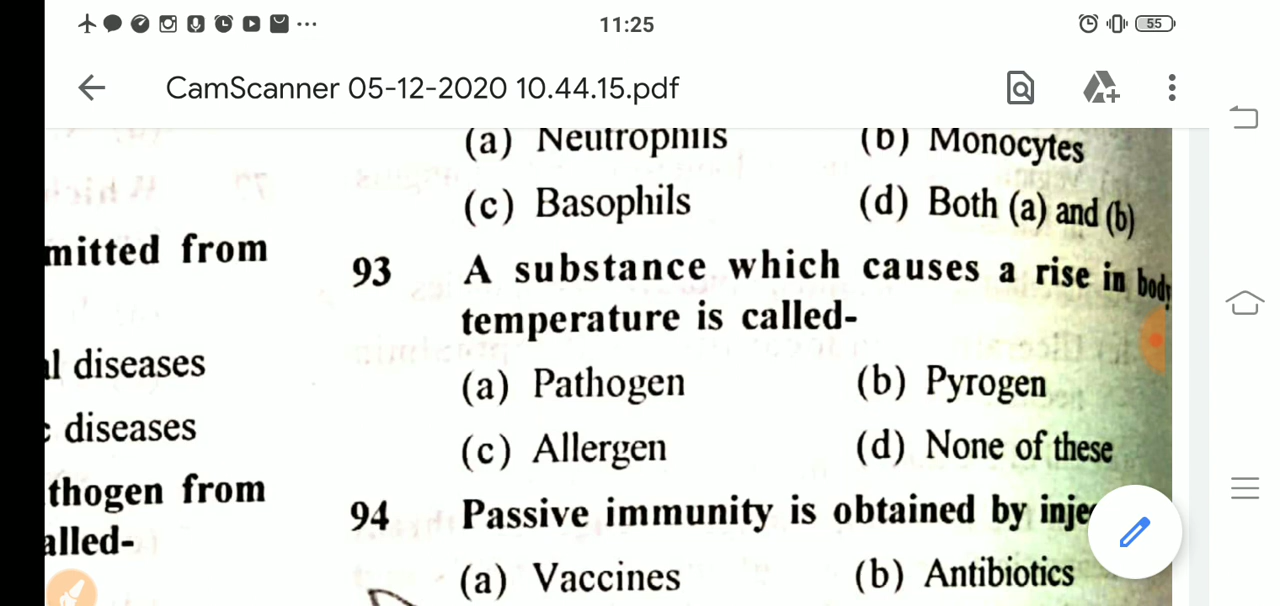 11:25
55
CamScanner 05-12-2020 10.44.15.pdf
mitted from
al diseases
diseases
thogen from
alled-
(a) Neutrophils (b) Monocytes
(c) Basophils (d) Both (a) and (b)
93 A substance which causes a rise in body
temperature is called-
(a) Pathogen (b) Pyrogen
(c) Allergen (d) None of these
94 Passive immunity is obtained by inje
(a) Vaccines (b) Antibiotics